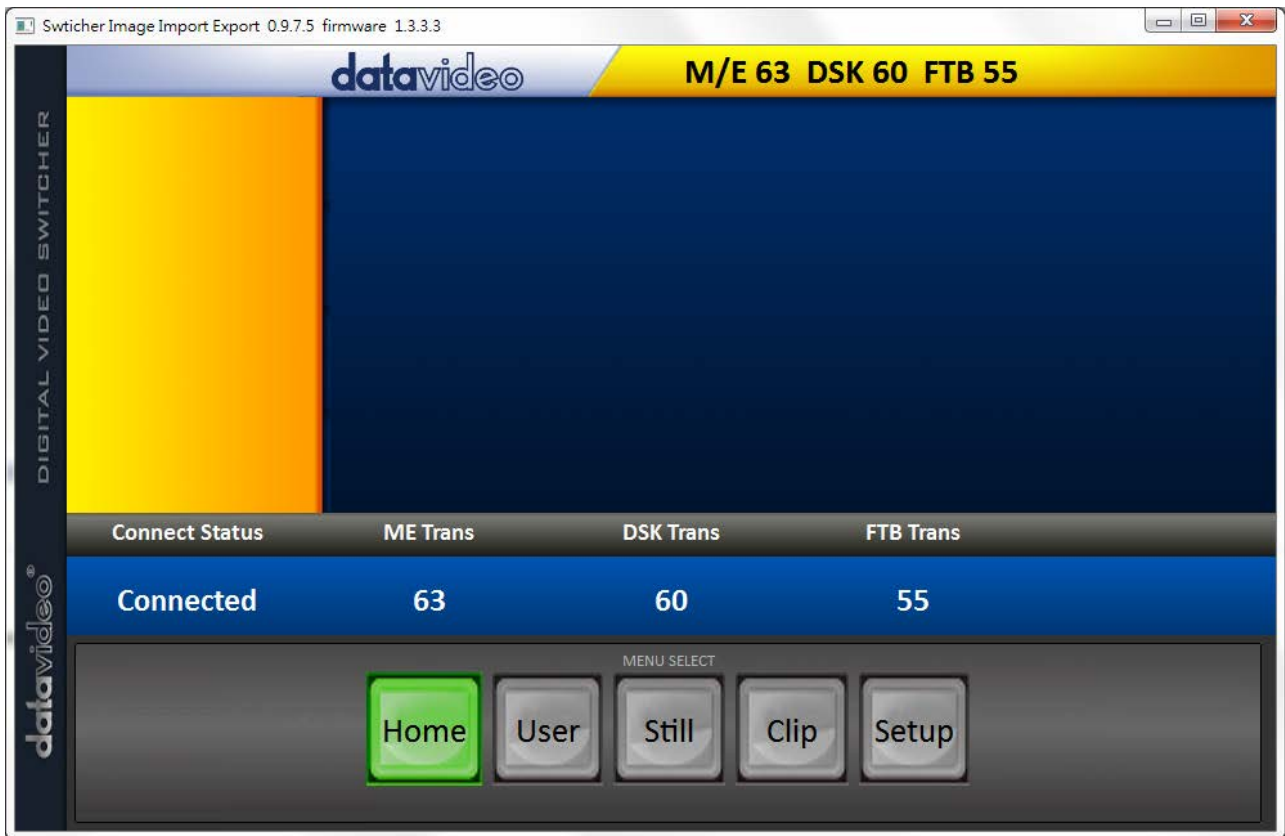 Swticher Image Import Export 0.9.7.5 firmware 1.3.3.3
datavideo
M/E 63 DSK 60 FTB 55
DIGITAL VIDEO SWITCHER
datavideo®
Connect Status ME Trans DSK Trans FTB Trans
Connected 63 60 55
MENU SELECT
Home User Still Clip Setup